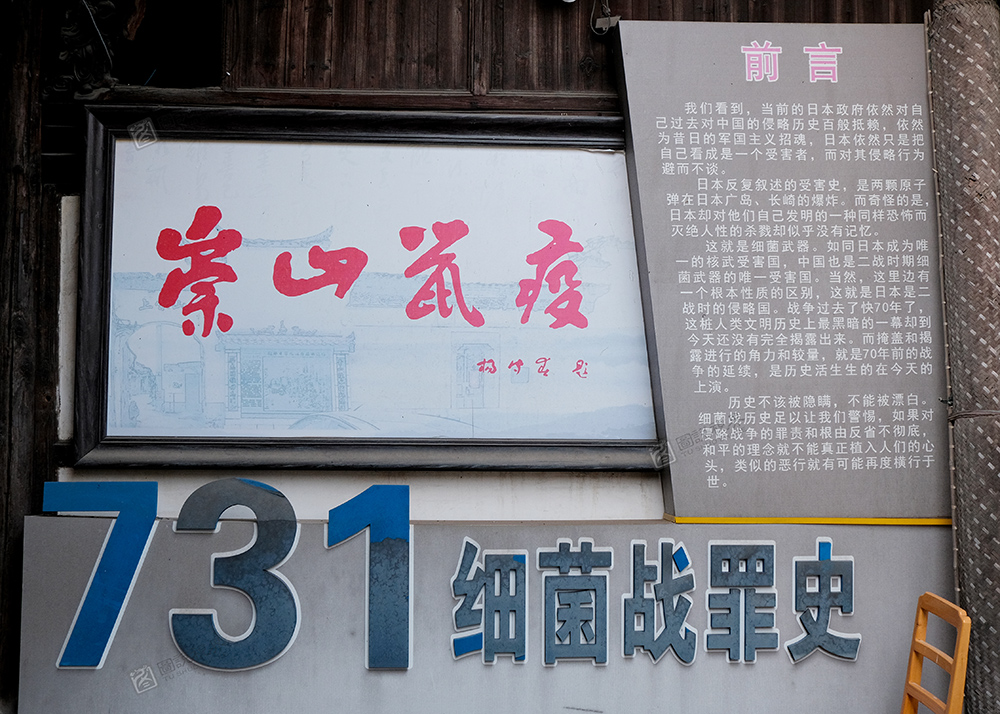 崇山鼠疫
题
前言
我们看到，当前的日本政府依然对自
己过去对中国的侵略历史百般抵赖，依然
为昔日的军国主义招魂，日本依然只是把
自己看成是一个受害者，而对其侵略行为
避而不谈。
日本反复叙述的受害史，是两颗原子
弹在日本广岛、长崎的爆炸。而奇怪的是，
日本却对他们自己发明的一种同样恐怖而
灭绝人性的杀戮却似乎没有记忆。
这就是细菌武器。如同日本成为唯
一的核武受害国，中国也是二战时期细
菌武器的唯一受害国。当然，这里边有
一个根本性质的区别，这就是日本是二
战时的侵略国。战争过去了快70年了，
这桩人类文明历史上最黑暗的一幕却到
今天还没有完全揭露出来。而掩盖和揭
露进行的角力和较量，就是70年前的战
争的延续，是历史活生生的在今天的
上演。
历史不该被隐瞒，不能被漂白。
细菌战历史足以让我们警惕，如果对
侵略战争的罪责和根由反省不彻底，
和平的理念就不能真正植入人们的心
头，类似的恶行就有可能再度横行于
世。
731细菌战罪史